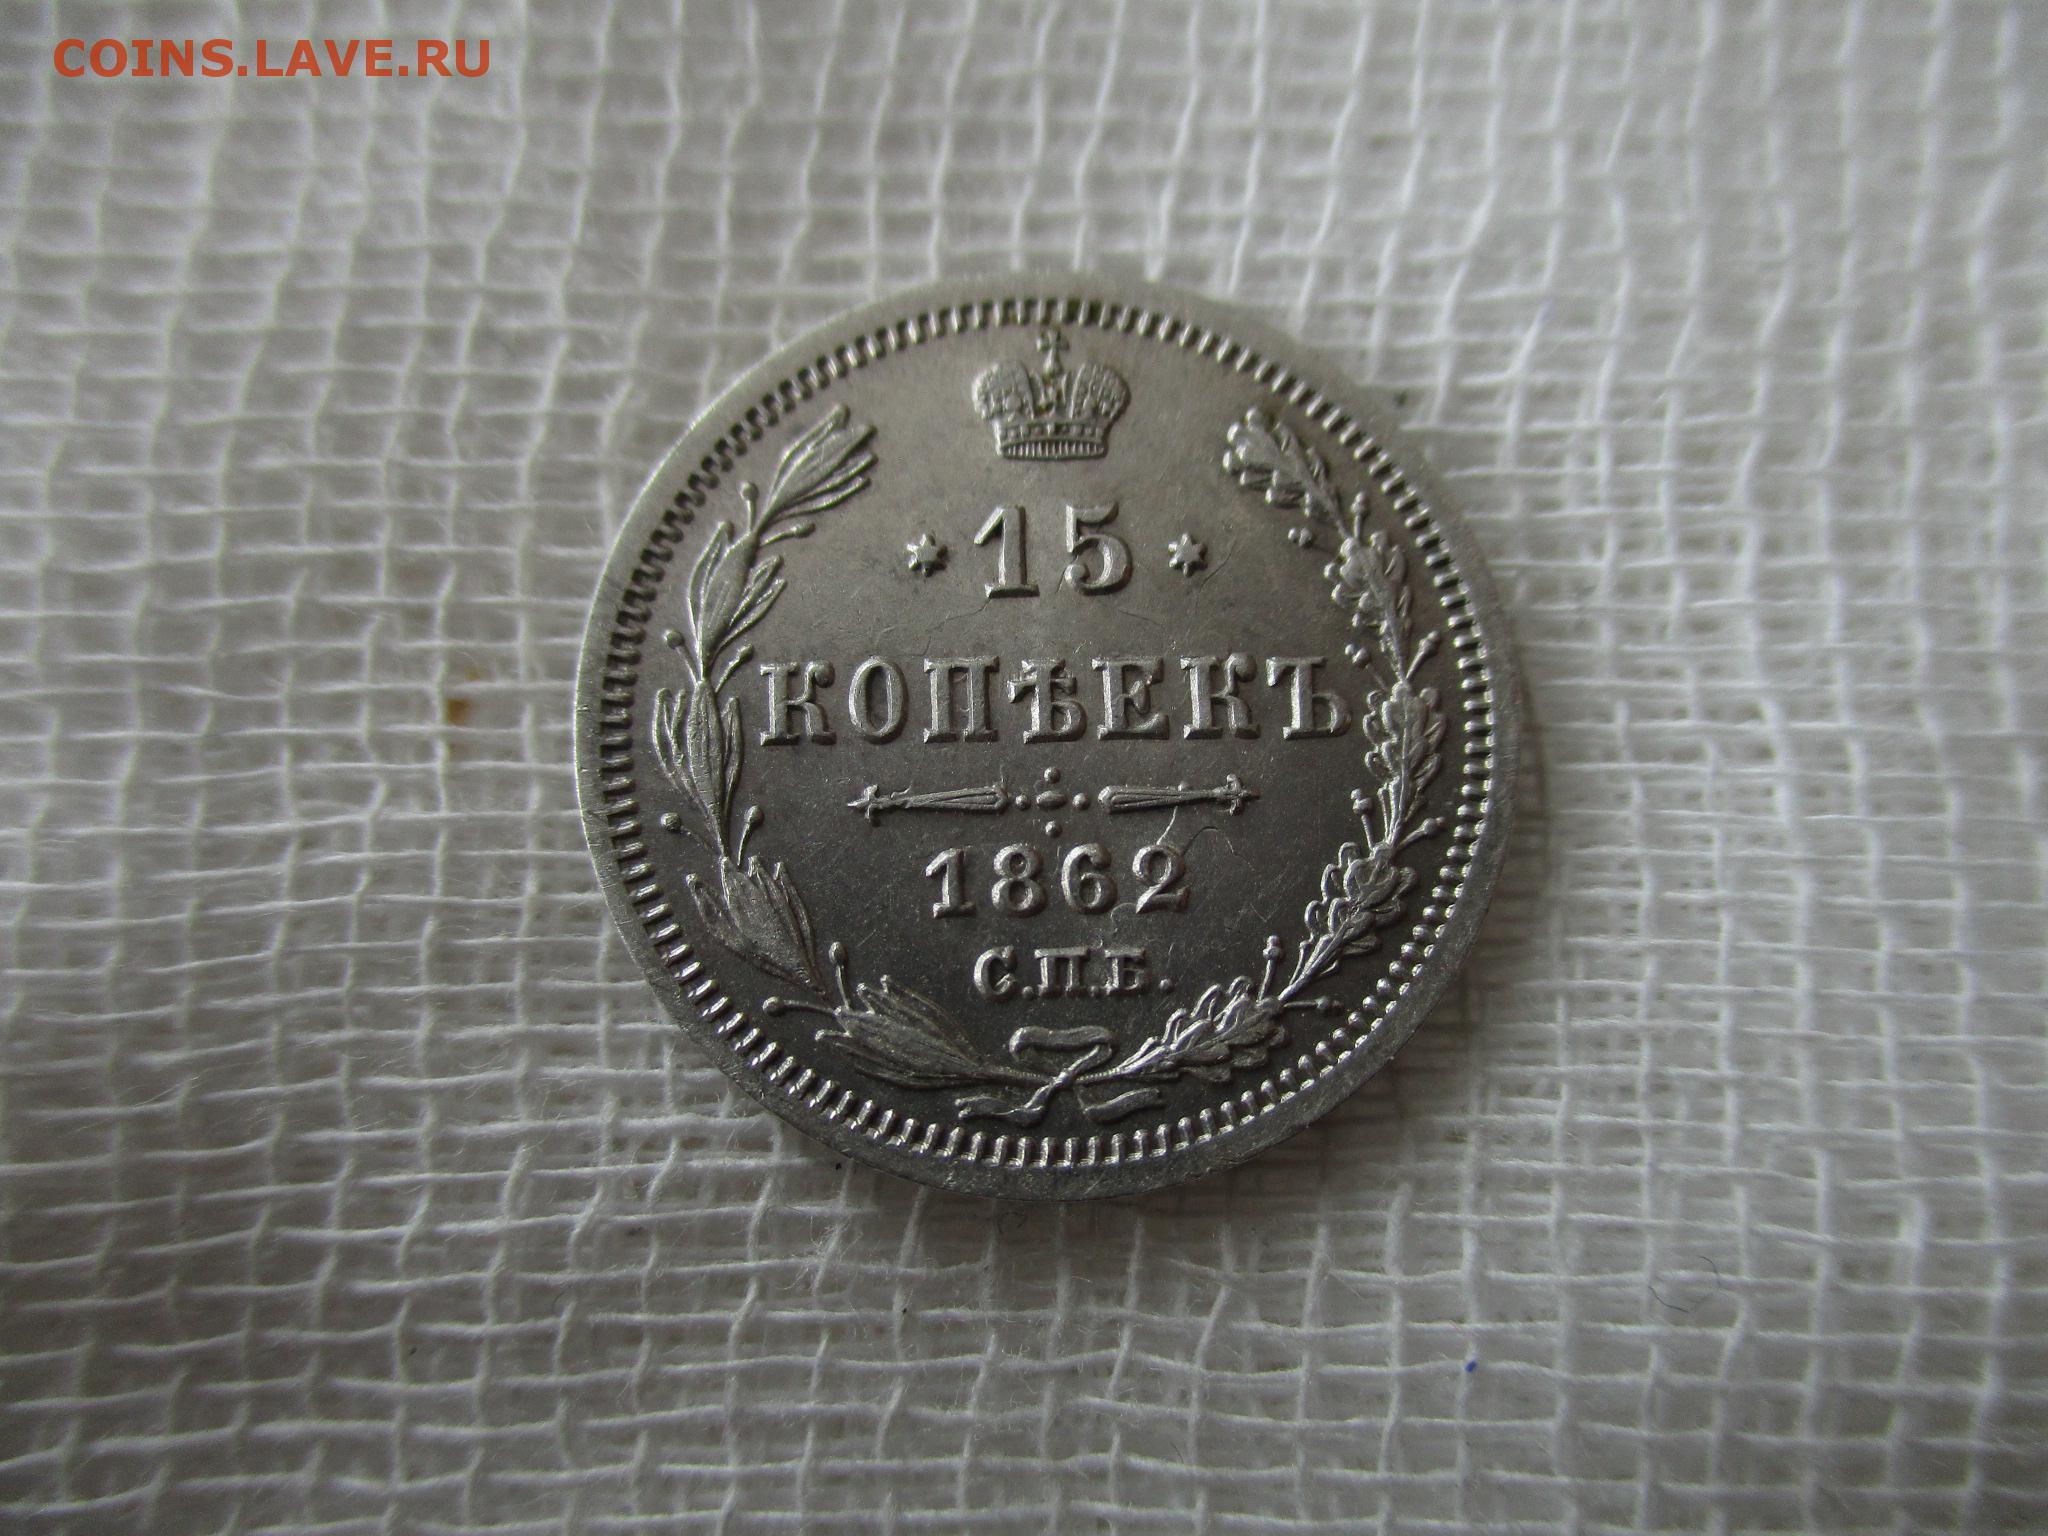 COINS.LAVE.RU
* 15 *
КОПѢЕКЪ
1862
С.П.Б.